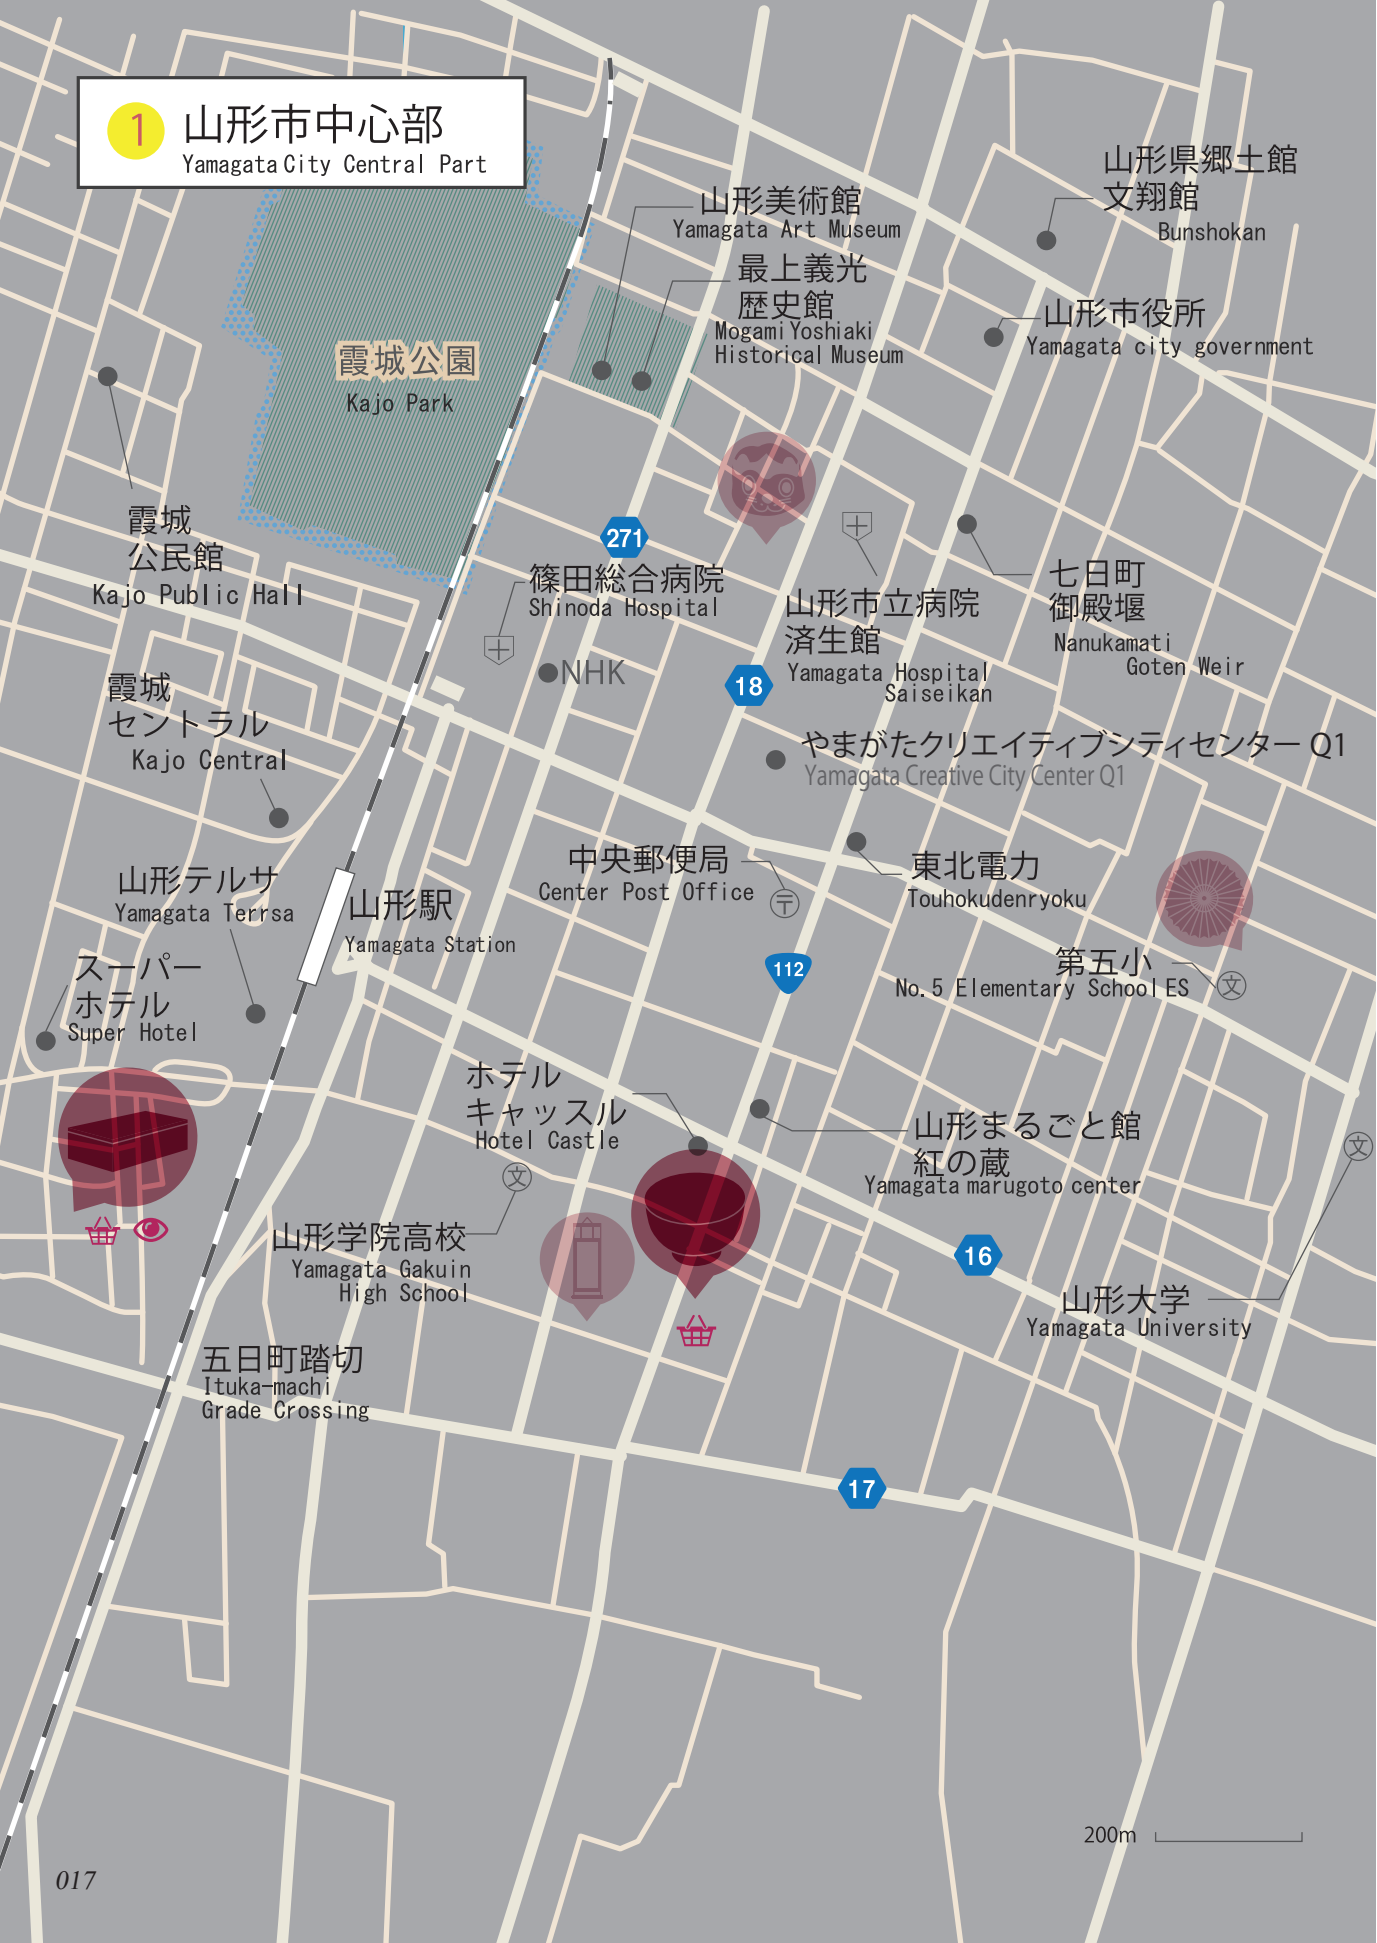 1 山形市中心部
Yamagata City Central Part
山形県郷土館
文翔館
Bunshokan
山形美術館
Yamagata Art Museum
最上義光
歴史館
Mogami Yoshiaki
Historical Museum
山形市役所
Yamagata city government
霞城公園
Kajo Park
霞城
公民館
Kajo Public Hall
271
篠田総合病院
Shinoda Hospital
NHK
山形市立病院
済生館
Yamagata Hospital
Saiseikan
七日町
御殿堰
Nanukamati
Goten Weir
18
霞城
セントラル
Kajo Central
やまがたクリエイティブシティセンター Q1
Yamagata Creative City Center Q1
中央郵便局
Center Post Office
〒
東北電力
Touhokudenryoku
山形テルサ
Yamagata Terrsa
山形駅
Yamagata Station
スーパー
ホテル
Super Hotel
112
第五小
No.5 Elementary School ES
文
ホテル
キャッスル
Hotel Castle
文
山形まるごと館
紅の蔵
Yamagata marugoto center
文
山形学院高校
Yamagata Gakuin
High School
16
山形大学
Yamagata University
五日町踏切
Ituka-machi
Grade Crossing
17
200m
017